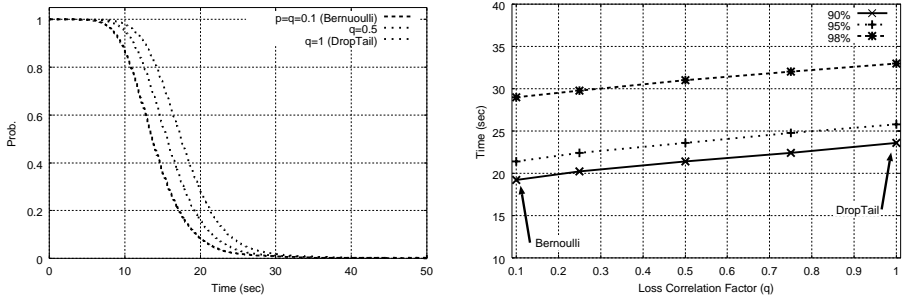 p=q=0.1 (Bernuoulli)
q=0.5
q=1 (DropTail)
1
0.8
0.6
0.4
0.2
0
Prob.
0 10 20 30 40 50
Time (sec)
90%
95%
98%
40
35
30
25
20
15
10
Time (sec)
DropTail
Bernoulli
0.1 0.2 0.3 0.4 0.5 0.6 0.7 0.8 0.9 1
Loss Correlation Factor (q)